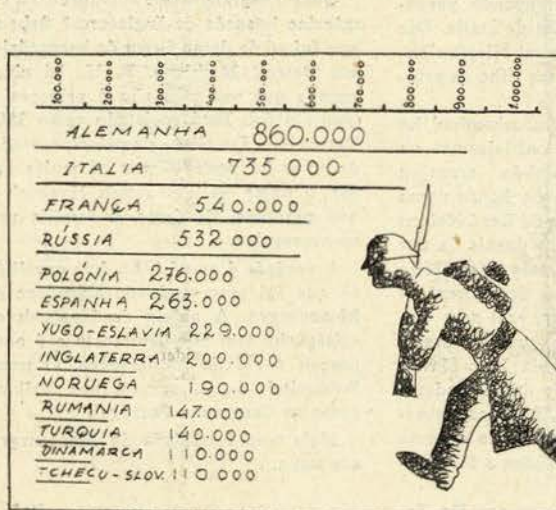 100.000 200.000 300.000 400.000 500.000 600.000 700.000 800.000 900.000 1.000.000
ALEMANHA 860.000
ITALIA 735 000
FRANÇA 540.000
RÚSSIA 532 000
POLÓNIA 276.000
ESPANHA 263.000
YUGO-ESLAVIA 229.000
INGLATERRA 200.000
NORUEGA 190.000
RUMANIA 147.000
TURQUIA 140.000
DINAMARCA 110.000
TCHECU-SLOV. 110 000